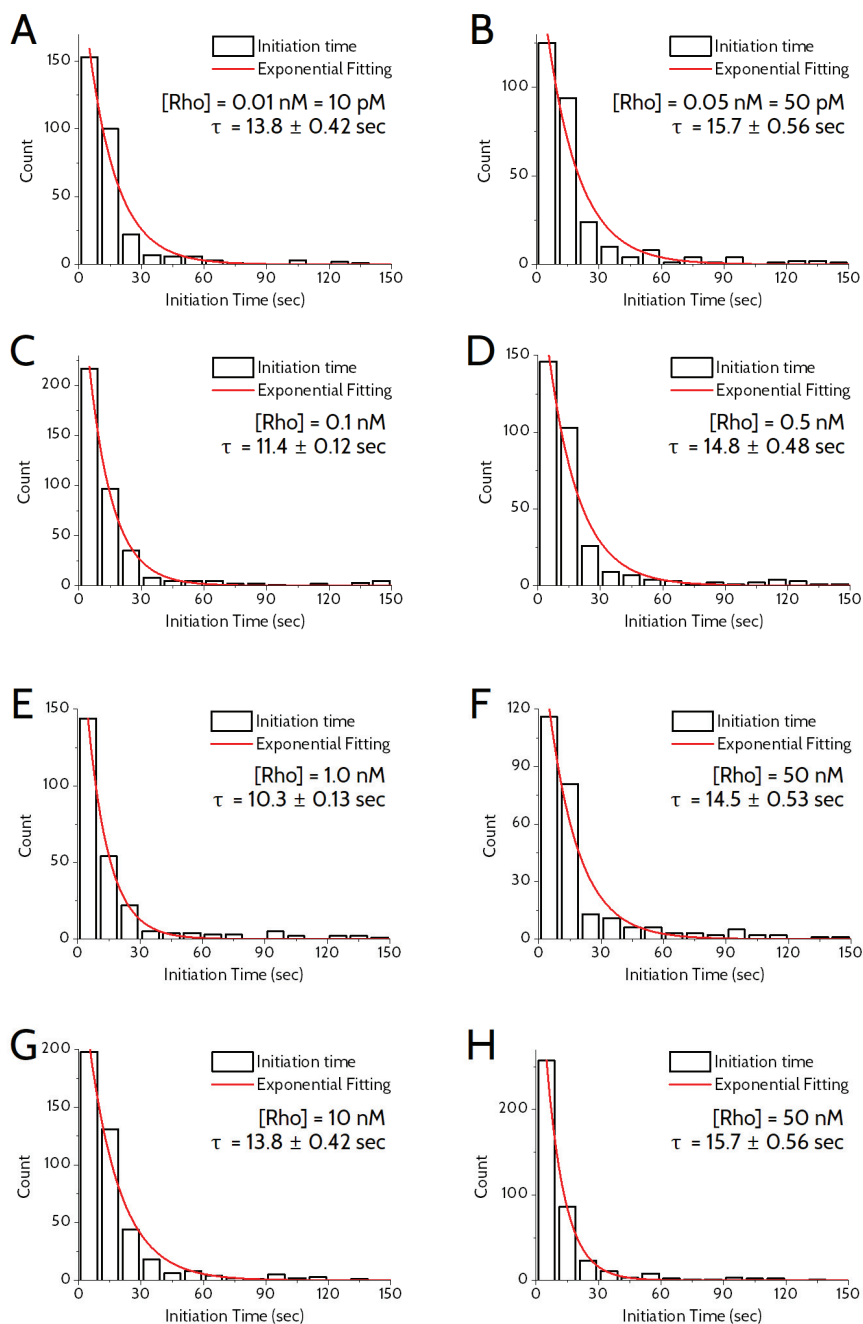 A
Initiation time
Exponential Fitting
[Rho] = 0.01 nM = 10 pM
τ = 13.8 ± 0.42 sec
Count
150
100
50
0
0 30 60 90 120 150
Initiation Time (sec)
B
Initiation time
Exponential Fitting
[Rho] = 0.05 nM = 50 pM
τ = 15.7 ± 0.56 sec
Count
100
50
0
0 30 60 90 120 150
Initiation Time (sec)
C
Initiation time
Exponential Fitting
[Rho] = 0.1 nM
τ = 11.4 ± 0.12 sec
Count
200
150
100
50
0
0 30 60 90 120 150
Initiation Time (sec)
D
Initiation time
Exponential Fitting
[Rho] = 0.5 nM
τ = 14.8 ± 0.48 sec
Count
150
100
50
0
0 30 60 90 120 150
Initiation Time (sec)
E
Initiation time
Exponential Fitting
[Rho] = 1.0 nM
τ = 10.3 ± 0.13 sec
Count
150
100
50
0
0 30 60 90 120 150
Initiation Time (sec)
F
Initiation time
Exponential Fitting
[Rho] = 50 nM
τ = 14.5 ± 0.53 sec
Count
120
90
60
30
0
0 30 60 90 120 150
Initiation Time (sec)
G
Initiation time
Exponential Fitting
[Rho] = 10 nM
τ = 13.8 ± 0.42 sec
Count
200
150
100
50
0
0 30 60 90 120 150
Initiation Time (sec)
H
Initiation time
Exponential Fitting
[Rho] = 50 nM
τ = 15.7 ± 0.56 sec
Count
200
100
0
0 30 60 90 120 150
Initiation Time (sec)